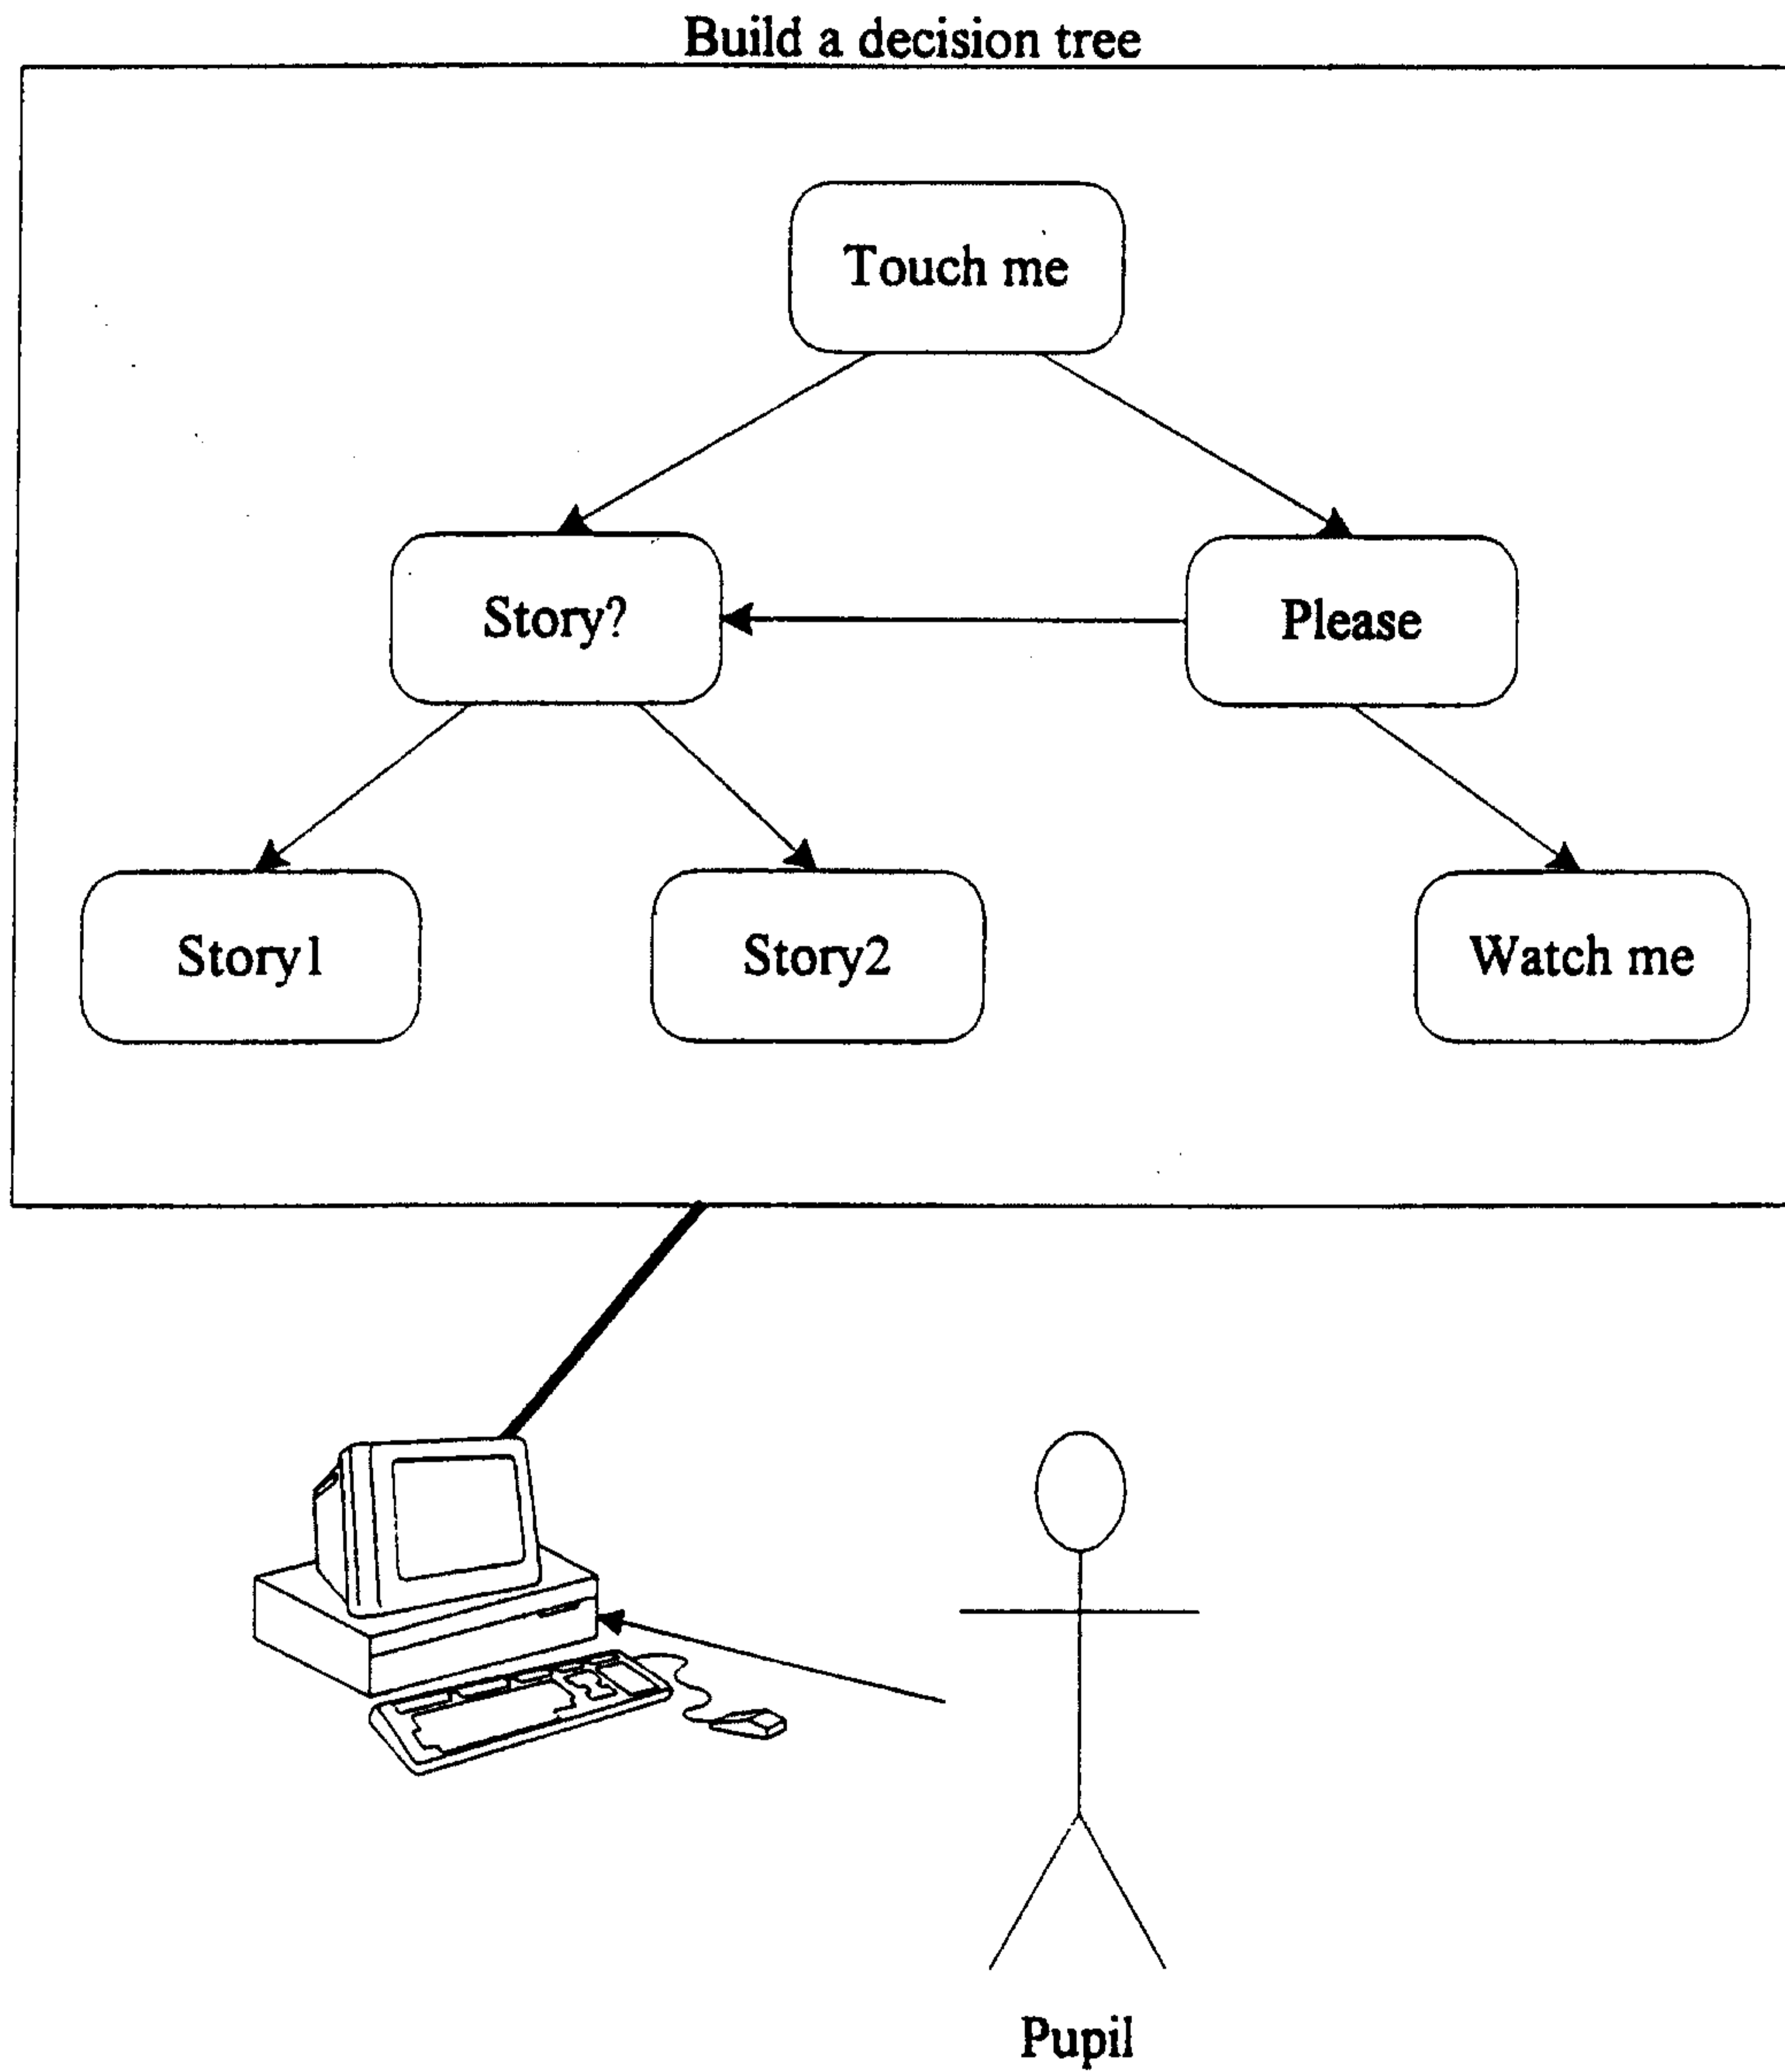 Build a decision tree
Touch me
Story?
Please
Story1
Story2
Watch me
Pupil